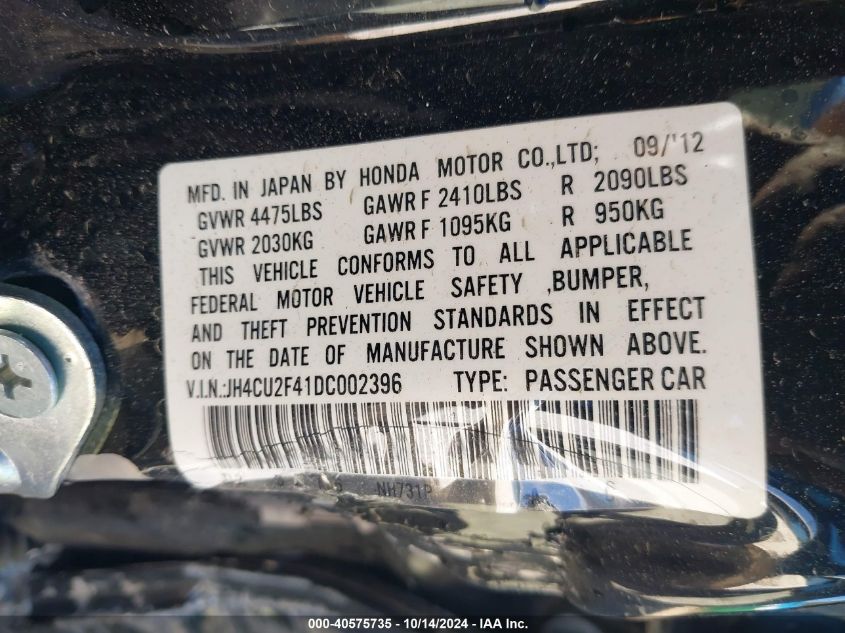 MFD. IN JAPAN BY HONDA MOTOR CO.,LTD; 09/'12
GVWR 4475LBS GAWR F 2410LBS R 2090LBS
GVWR 2030KG GAWR F 1095KG R 950KG
THIS VEHICLE CONFORMS TO ALL APPLICABLE
FEDERAL MOTOR VEHICLE SAFETY ,BUMPER,
AND THEFT PREVENTION STANDARDS IN EFFECT
ON THE DATE OF MANUFACTURE SHOWN ABOVE.
V.I.N.:JH4CU2F41DC002396 TYPE: PASSENGER CAR
NH731P
000-40575735 - 10/14/2024 - IAA Inc.